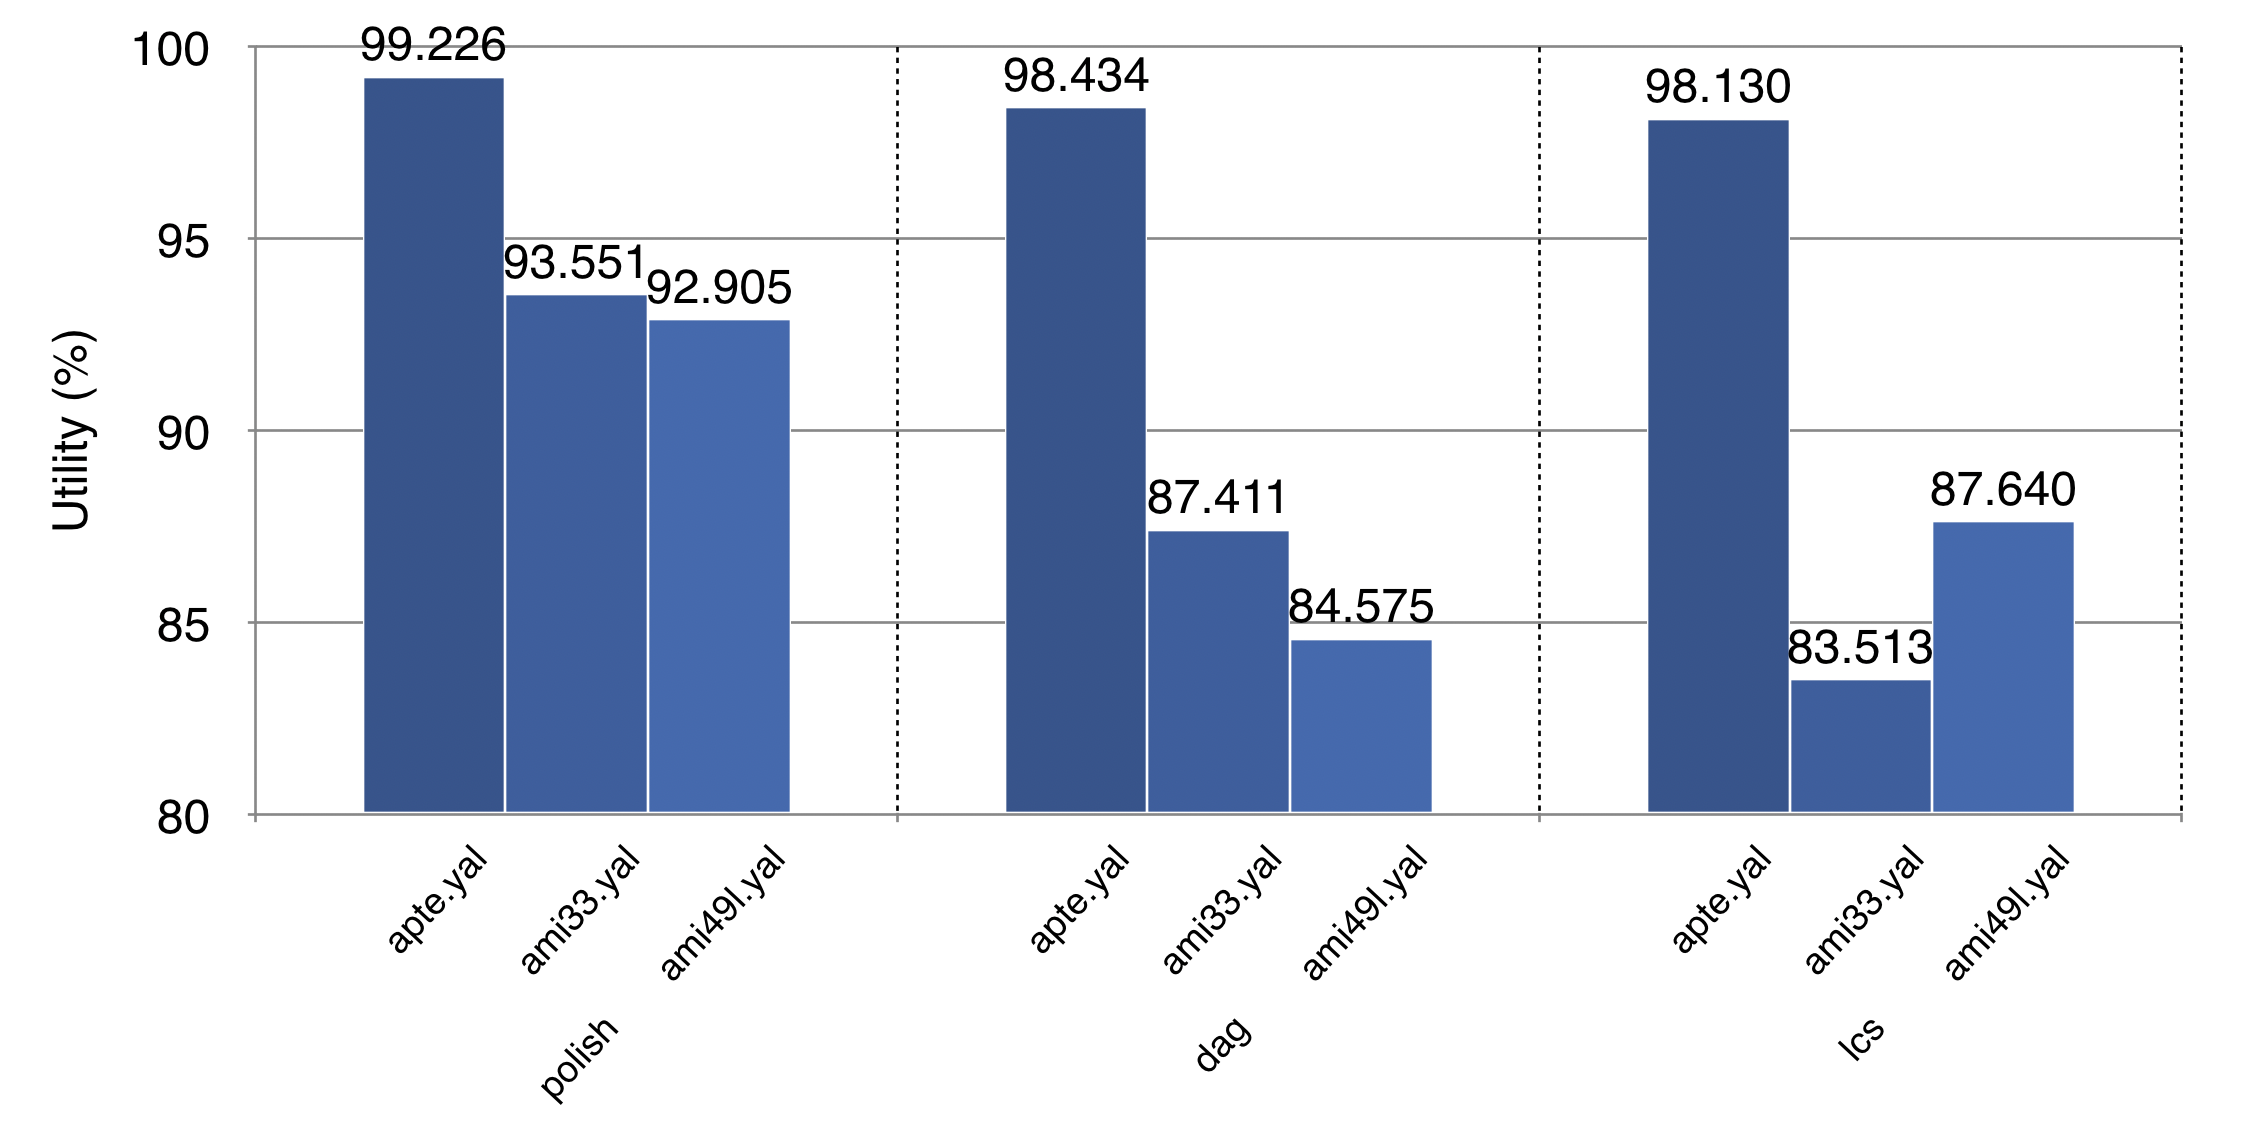 Utility (%)
100
95
90
85
80
99.226
93.551
92.905
98.434
87.411
84.575
98.130
83.513
87.640
apte.yal
ami33.yal
ami49l.yal
apte.yal
ami33.yal
ami49l.yal
apte.yal
ami33.yal
ami49l.yal
polish
dag
lcs